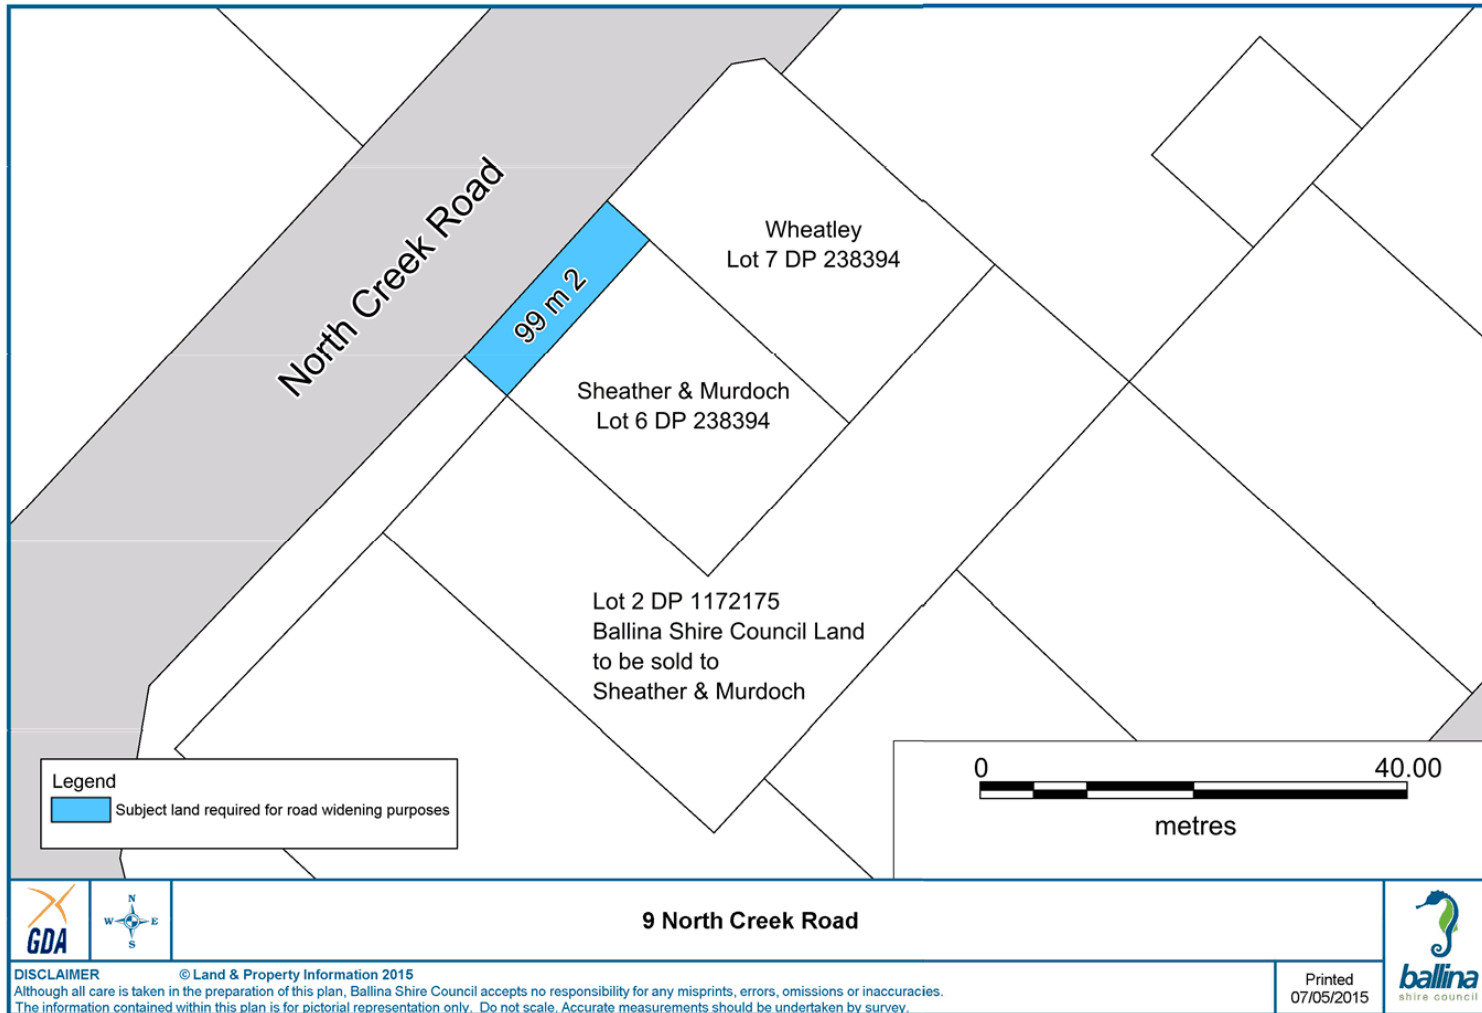 North Creek Road
99 m 2
Wheatley
Lot 7 DP 238394
Sheather & Murdoch
Lot 6 DP 238394
Lot 2 DP 1172175
Ballina Shire Council Land
to be sold to
Sheather & Murdoch
Legend
Subject land required for road widening purposes
0 40.00
metres
GDA
N
W E
S
9 North Creek Road
ballina
shire council
DISCLAIMER © Land & Property Information 2015
Although all care is taken in the preparation of this plan, Ballina Shire Council accepts no responsibility for any misprints, errors, omissions or inaccuracies.
The information contained within this plan is for pictorial representation only. Do not scale. Accurate measurements should be undertaken by survey.
Printed
07/05/2015